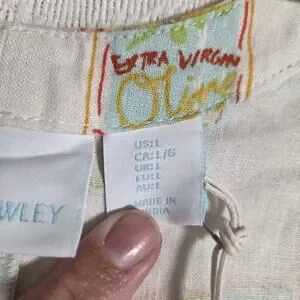 EXTRA VIRGIN
Olive
US:L
CA:L/G
UK:L
EU:L
AU:L
MADE IN
INDIA
WLEY